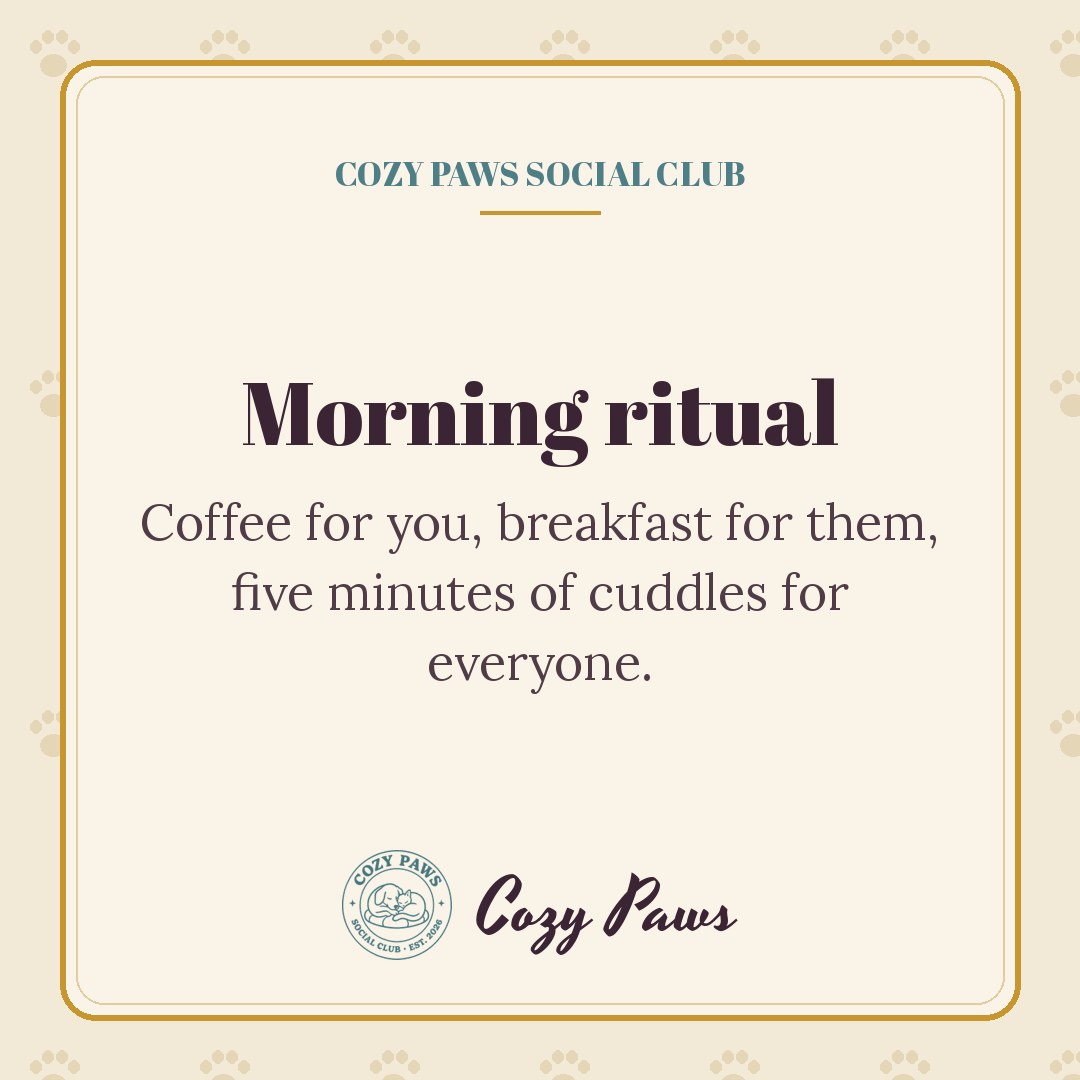 COZY PAWS SOCIAL CLUB
Morning ritual
Coffee for you, breakfast for them,
five minutes of cuddles for
everyone.
COZY PAWS
SOCIAL CLUB · EST. 2026
Cozy Paws